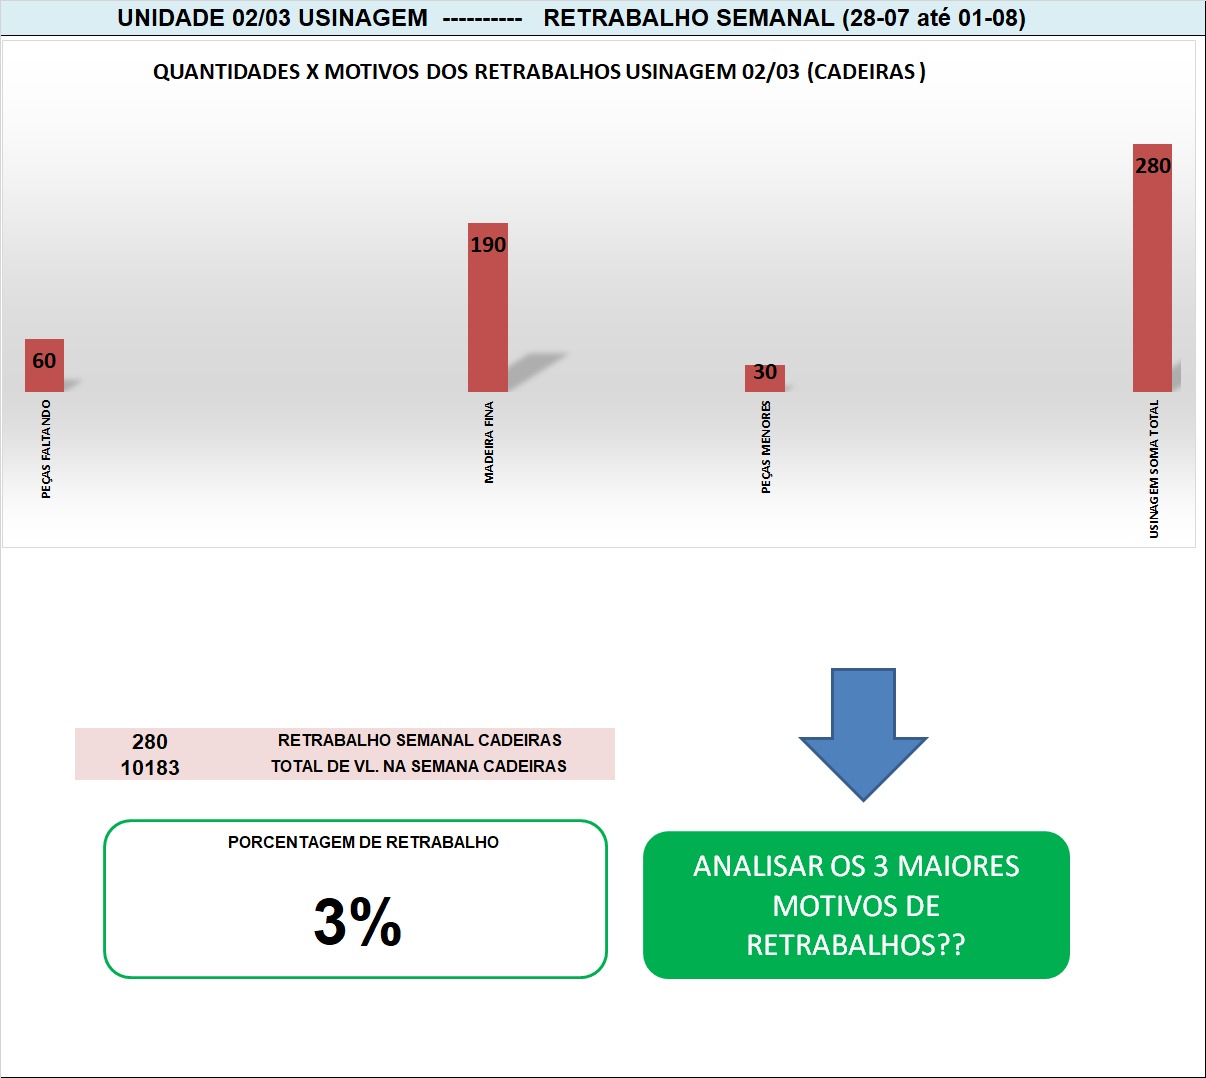 UNIDADE 02/03 USINAGEM ---------- RETRABALHO SEMANAL (28-07 até 01-08)
QUANTIDADES X MOTIVOS DOS RETRABALHOS USINAGEM 02/03 (CADEIRAS )
280
190
60
30
PEÇAS FALTANDO
MADEIRA FINA
PEÇAS MENORES
USINAGEM SOMA TOTAL
280 RETRABALHO SEMANAL CADEIRAS
10183 TOTAL DE VL. NA SEMANA CADEIRAS
PORCENTAGEM DE RETRABALHO
3%
ANALISAR OS 3 MAIORES
MOTIVOS DE
RETRABALHOS??